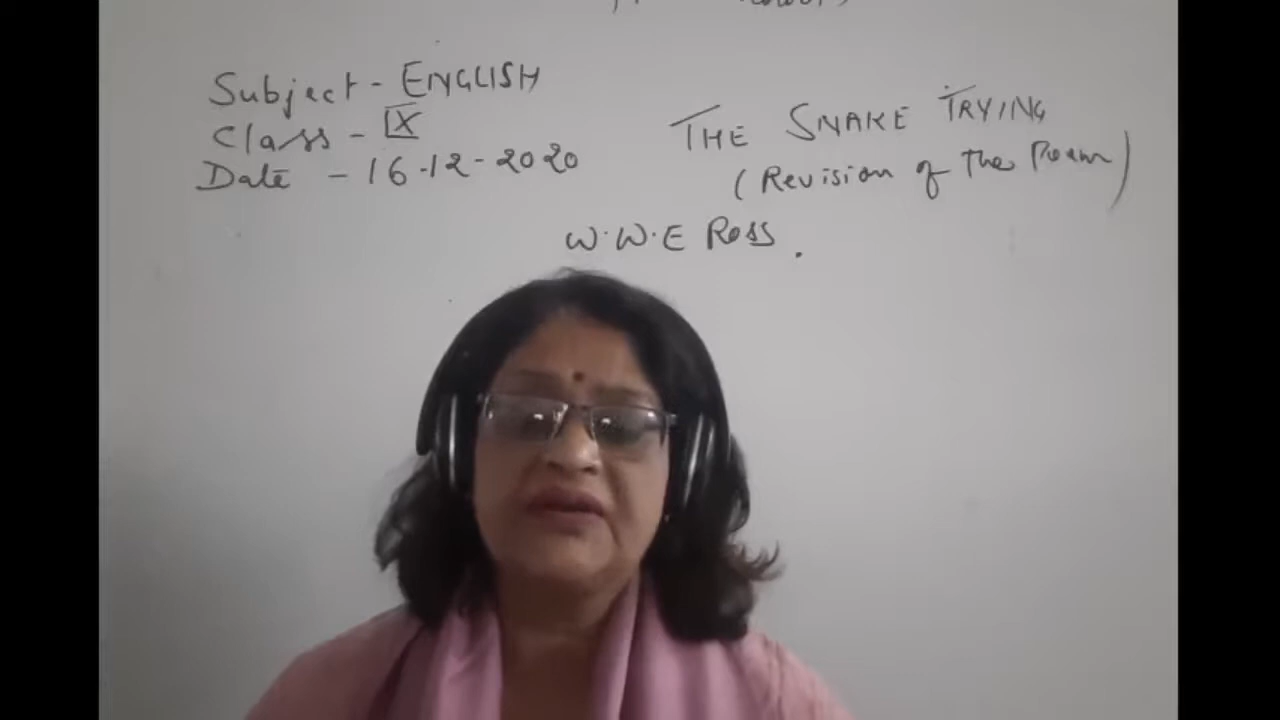 Subject - ENGLISH
Class - IX
Date - 16-12-2020
THE SNAKE TRYING
(Revision of the Poem)
W.W.E Ross.